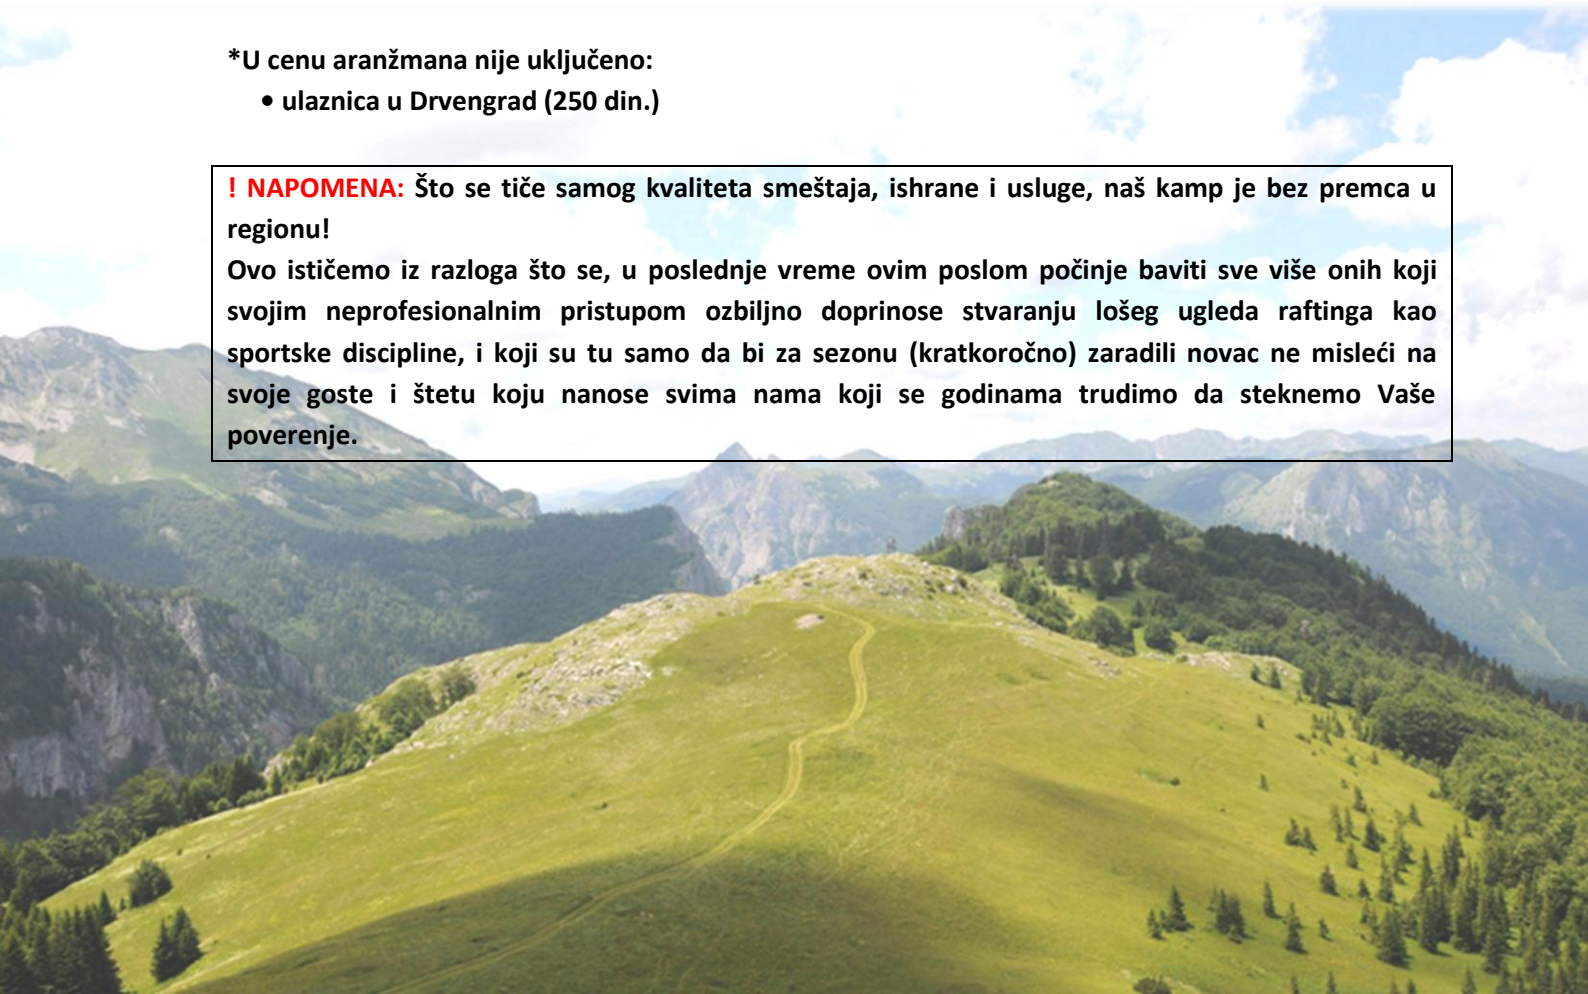 *U cenu aranžmana nije uključeno:
• ulaznica u Drvengrad (250 din.)
! NAPOMENA: Što se tiče samog kvaliteta smeštaja, ishrane i usluge, naš kamp je bez premca u
regionu!
Ovo ističemo iz razloga što se, u poslednje vreme ovim poslom počinje baviti sve više onih koji
svojim neprofesionalnim pristupom ozbiljno doprinose stvaranju lošeg ugleda raftinga kao
sportske discipline, i koji su tu samo da bi za sezonu (kratkoročno) zaradili novac ne misleći na
svoje goste i štetu koju nanose svima nama koji se godinama trudimo da steknemo Vaše
poverenje.